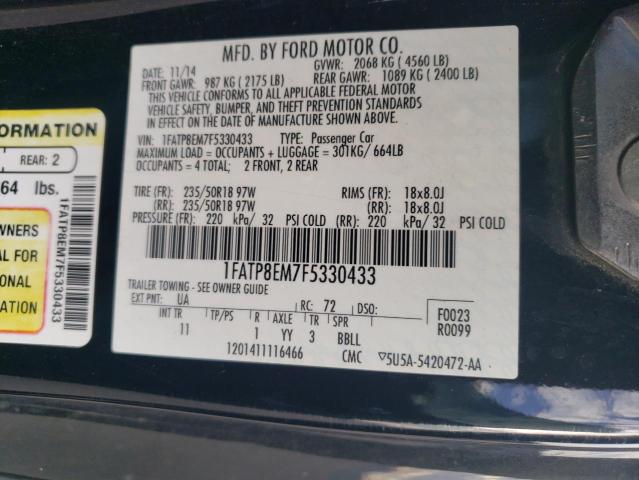 MFD. BY FORD MOTOR CO.
DATE: 11/14 GVWR: 2068 KG ( 4560 LB)
FRONT GAWR: 987 KG ( 2175 LB) REAR GAWR: 1089 KG ( 2400 LB)
THIS VEHICLE CONFORMS TO ALL APPLICABLE FEDERAL MOTOR
VEHICLE SAFETY, BUMPER, AND THEFT PREVENTION STANDARDS
IN EFFECT ON THE DATE OF MANUFACTURE SHOWN ABOVE.
VIN: 1FATP8EM7F5330433 TYPE: Passenger Car
MAXIMUM LOAD = OCCUPANTS + LUGGAGE = 301KG/ 664LB
OCCUPANTS = 4 TOTAL; 2 FRONT, 2 REAR
TIRE (FR): 235/50R18 97W RIMS (FR): 18x8.0J
(RR): 235/50R18 97W (RR): 18x8.0J
PRESSURE (FR): 220 kPa/ 32 PSI COLD (RR): 220 kPa/ 32 PSI COLD
1FATP8EM7F5330433
TRAILER TOWING - SEE OWNER GUIDE
EXT PNT: UA RC: 72 DSO:
F0023
R0099
INT TR TP/PS R AXLE TR SPR
11 1 YY 3 BBLL
1201411116466 CMC ▽5U5A-5420472-AA
FORMATION
REAR: 2
64 lbs.
WNERS
AL FOR
ONAL
ATION
1FATP8EM7F5330433